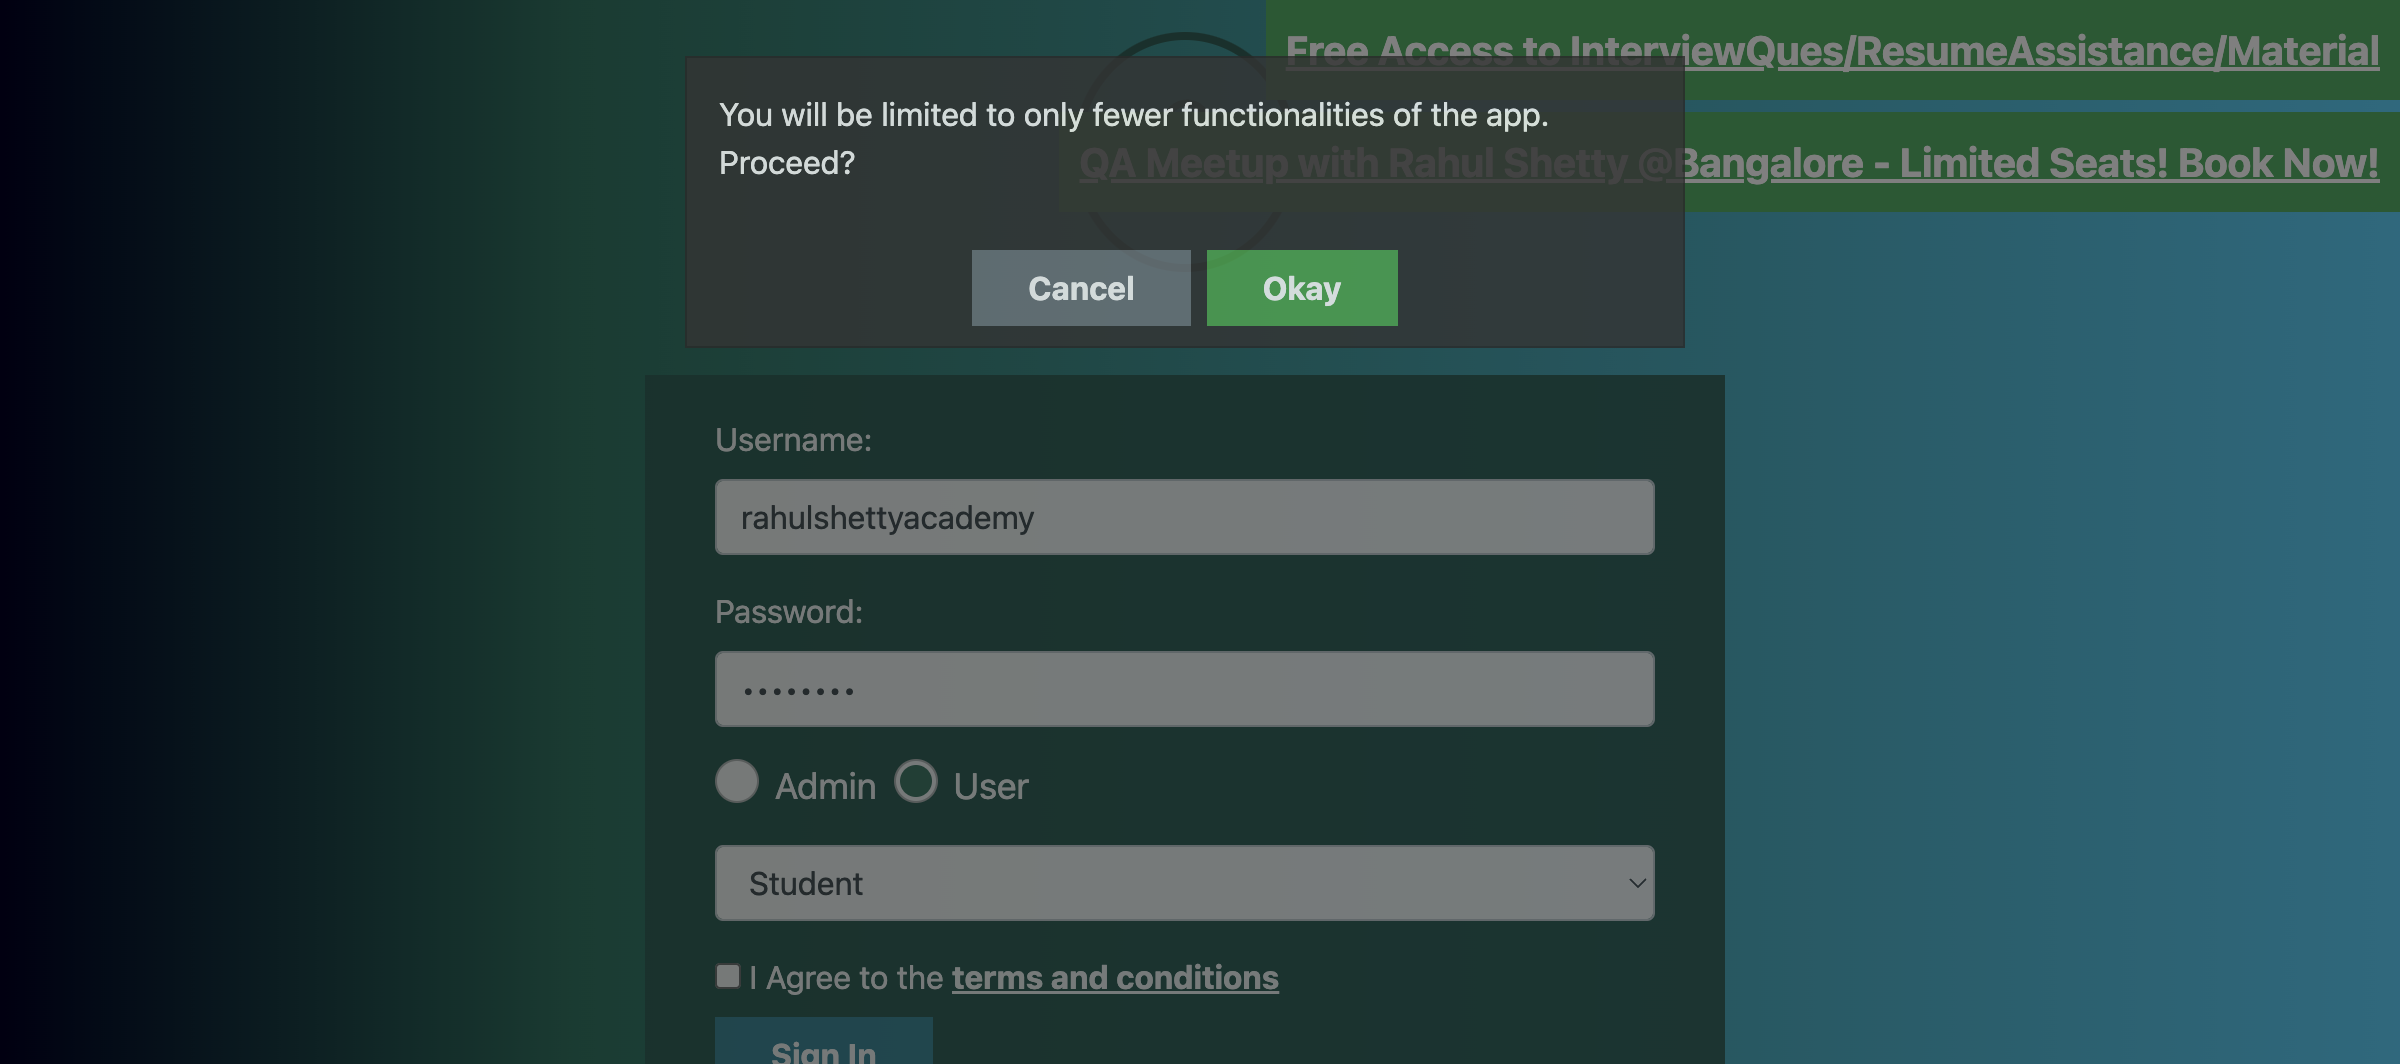 Free Access to InterviewQues/ResumeAssistance/Material
You will be limited to only fewer functionalities of the app.
Proceed?
QA Meetup with Rahul Shetty @Bangalore - Limited Seats! Book Now!
Cancel
Okay
Username:
rahulshettyacademy
Password:
••••••••
Admin
User
Student
I Agree to the terms and conditions
Sign In